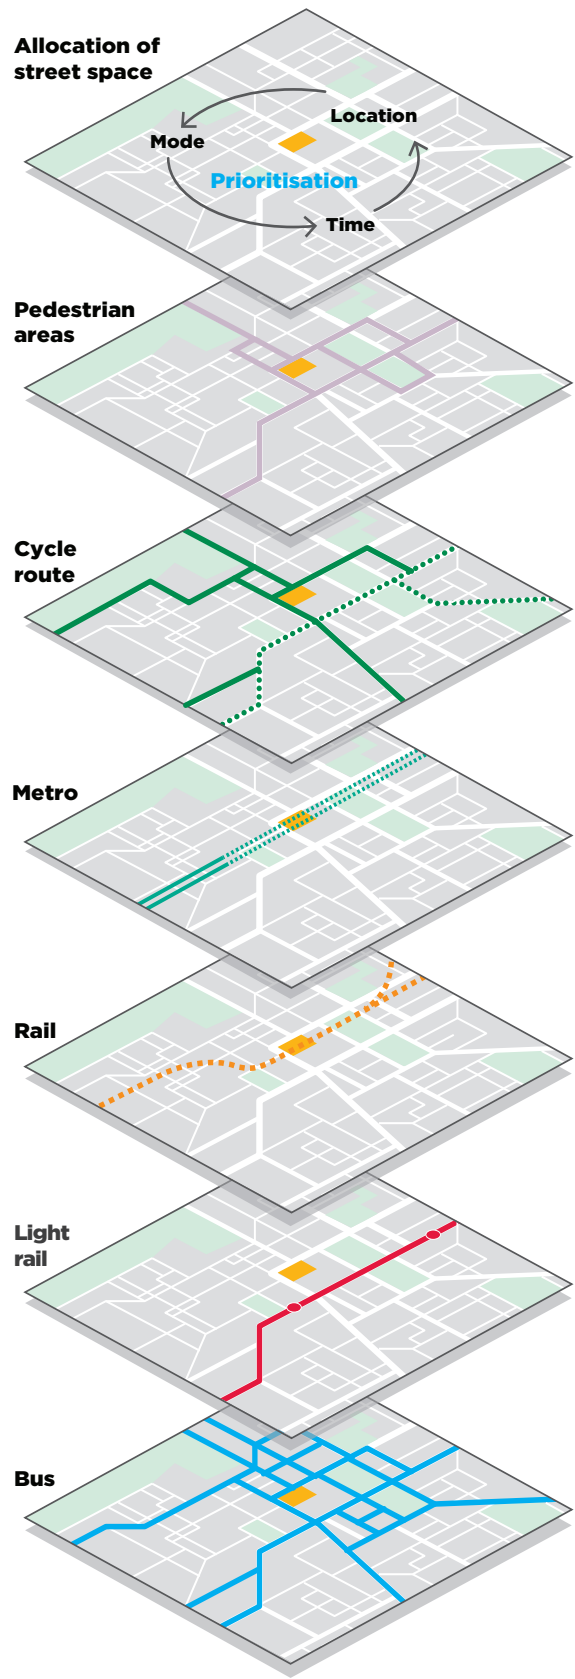 Allocation of
street space
Location
Mode
Prioritisation
Time
Pedestrian
areas
Cycle
route
Metro
Rail
Light
rail
Bus